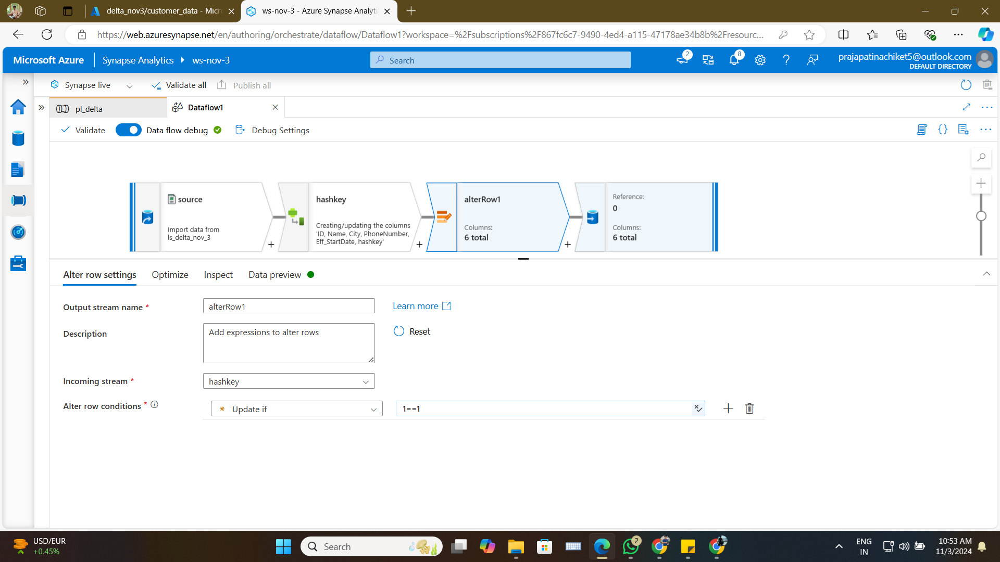 delta_nov3/customer_data - Micr
ws-nov-3 - Azure Synapse Analyti
https://web.azuresynapse.net/en/authoring/orchestrate/dataflow/Dataflow1?workspace=%2Fsubscriptions%2F867fc6c7-9490-4ed4-a115-47178ae34b8b%2Fresourc...
Microsoft Azure
Synapse Analytics
ws-nov-3
Search
2
8
prajapatinachiket5@outlook.com
DEFAULT DIRECTORY
Synapse live
Validate all
Publish all
pl_delta
Dataflow1
Validate
Data flow debug
Debug Settings
source
Import data from
ls_delta_nov_3
hashkey
Creating/updating the columns
'ID, Name, City, PhoneNumber,
Eff_StartDate, hashkey'
alterRow1
Columns:
6 total
Reference:
0
Columns:
6 total
Alter row settings
Optimize
Inspect
Data preview
Output stream name *
alterRow1
Learn more
Description
Add expressions to alter rows
Reset
Incoming stream *
hashkey
Alter row conditions *
Update if
1==1
USD/EUR
+0.45%
Search
2
ENG
IN
10:53 AM
11/3/2024